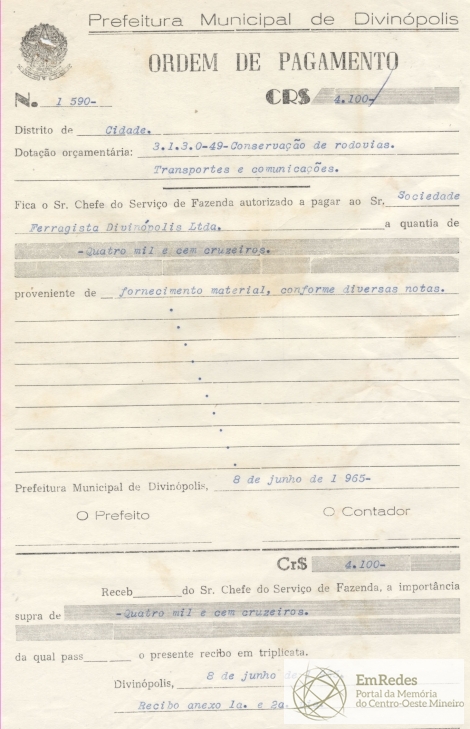 Prefeitura Municipal de Divinópolis
ORDEM DE PAGAMENTO
N. 1 590- CR$ 4.100-
Distrito de Cidade.
Dotação orçamentária: 3.1.3.0-49-Conservação de rodovias.
Transportes e comunicações.
Fica o Sr. Chefe do Serviço de Fazenda autorizado a pagar ao Sr. Sociedade
Ferragista Divinópolis Ltda. a quantia de
-Quatro mil e cem cruzeiros.
proveniente de fornecimento material, conforme diversas notas.
Prefeitura Municipal de Divinópolis, 8 de junho de 1 965-
O Prefeito O Contador
Cr$ 4.100-
Receb______do Sr. Chefe do Serviço de Fazenda, a importância
supra de -Quatro mil e cem cruzeiros.
da qual pass______ o presente recibo em triplicata.
Divinópolis, 8 de junho de
Recibo anexo 1a. e 2a.
EmRedes
Portal da Memória
do Centro-Oeste Mineiro